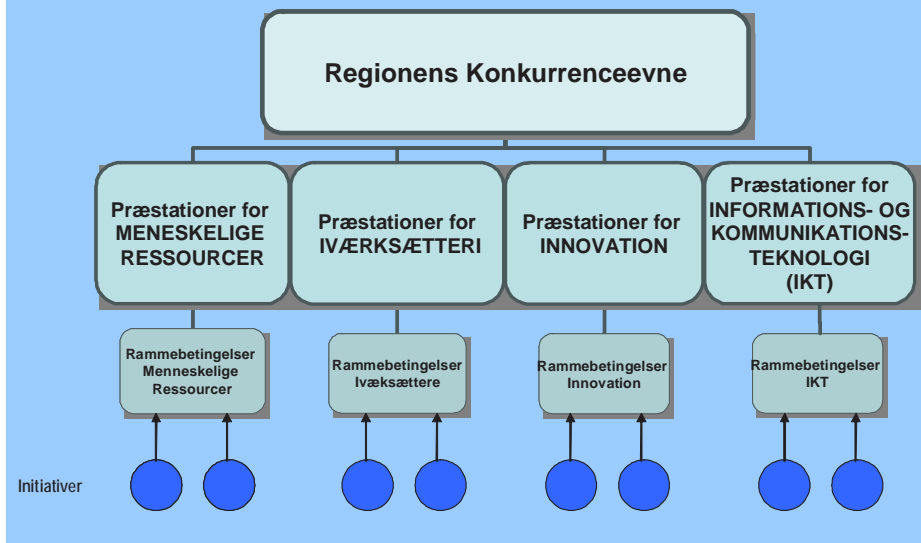 Regionens Konkurrenceevne
Præstationer for
MENESKELIGE
RESSOURCER
Præstationer for
IVÆRKSÆTTERI
Præstationer for
INNOVATION
Præstationer for
INFORMATIONS- OG
KOMMUNIKATIONS-
TEKNOLOGI
(IKT)
Rammebetingelser
Menneskelige
Ressourcer
Rammebetingelser
Ivæksættere
Rammebetingelser
Innovation
Rammebetingelser
IKT
Initiativer